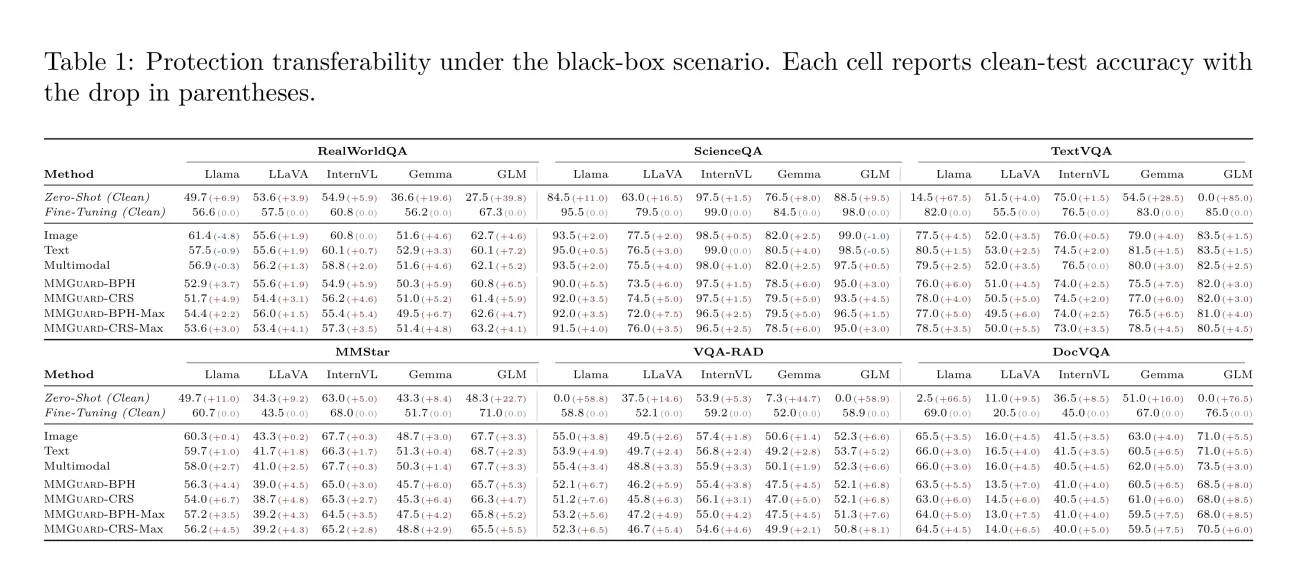 Table 1: Protection transferability under the black-box scenario. Each cell reports clean-test accuracy with
the drop in parentheses.
RealWorldQA ScienceQA TextVQA
Method Llama LLaVA InternVL Gemma GLM Llama LLaVA InternVL Gemma GLM Llama LLaVA InternVL Gemma GLM
Zero-Shot (Clean) 49.7 (+6.9) 53.6 (+3.9) 54.9 (+5.9) 36.6 (+19.6) 27.5 (+39.8) 84.5 (+11.0) 63.0 (+16.5) 97.5 (+1.5) 76.5 (+8.0) 88.5 (+9.5) 14.5 (+67.5) 51.5 (+4.0) 75.0 (+1.5) 54.5 (+28.5) 0.0 (+85.0)
Fine-Tuning (Clean) 56.6 (0.0) 57.5 (0.0) 60.8 (0.0) 56.2 (0.0) 67.3 (0.0) 95.5 (0.0) 79.5 (0.0) 99.0 (0.0) 84.5 (0.0) 98.0 (0.0) 82.0 (0.0) 55.5 (0.0) 76.5 (0.0) 83.0 (0.0) 85.0 (0.0)
Image 61.4 (-4.8) 55.6 (+1.9) 60.8 (0.0) 51.6 (+4.6) 62.7 (+4.6) 93.5 (+2.0) 77.5 (+2.0) 98.5 (+0.5) 82.0 (+2.5) 99.0 (-1.0) 77.5 (+4.5) 52.0 (+3.5) 76.0 (+0.5) 79.0 (+4.0) 83.5 (+1.5)
Text 57.5 (-0.9) 55.6 (+1.9) 60.1 (+0.7) 52.9 (+3.3) 60.1 (+7.2) 95.0 (+0.5) 76.5 (+3.0) 99.0 (0.0) 80.5 (+4.0) 98.5 (-0.5) 80.5 (+1.5) 53.0 (+2.5) 74.5 (+2.0) 81.5 (+1.5) 83.5 (+1.5)
Multimodal 56.9 (-0.3) 56.2 (+1.3) 58.8 (+2.0) 51.6 (+4.6) 62.1 (+5.2) 93.5 (+2.0) 75.5 (+4.0) 98.0 (+1.0) 82.0 (+2.5) 97.5 (+0.5) 79.5 (+2.5) 52.0 (+3.5) 76.5 (0.0) 80.0 (+3.0) 82.5 (+2.5)
MMGuard-BPH 52.9 (+3.7) 55.6 (+1.9) 54.9 (+5.9) 50.3 (+5.9) 60.8 (+6.5) 90.0 (+5.5) 73.5 (+6.0) 97.5 (+1.5) 78.5 (+6.0) 95.0 (+3.0) 76.0 (+6.0) 51.0 (+4.5) 74.0 (+2.5) 75.5 (+7.5) 82.0 (+3.0)
MMGuard-CRS 51.7 (+4.9) 54.4 (+3.1) 56.2 (+4.6) 51.0 (+5.2) 61.4 (+5.9) 92.0 (+3.5) 74.5 (+5.0) 97.5 (+1.5) 79.5 (+5.0) 93.5 (+4.5) 78.0 (+4.0) 50.5 (+5.0) 74.5 (+2.0) 77.0 (+6.0) 82.0 (+3.0)
MMGuard-BPH-Max 54.4 (+2.2) 56.0 (+1.5) 55.4 (+5.4) 49.5 (+6.7) 62.6 (+4.7) 92.0 (+3.5) 72.0 (+7.5) 96.5 (+2.5) 79.5 (+5.0) 96.5 (+1.5) 77.0 (+5.0) 49.5 (+6.0) 74.0 (+2.5) 76.5 (+6.5) 81.0 (+4.0)
MMGuard-CRS-Max 53.6 (+3.0) 53.4 (+4.1) 57.3 (+3.5) 51.4 (+4.8) 63.2 (+4.1) 91.5 (+4.0) 76.0 (+3.5) 96.5 (+2.5) 78.5 (+6.0) 95.0 (+3.0) 78.5 (+3.5) 50.0 (+5.5) 73.0 (+3.5) 78.5 (+4.5) 80.5 (+4.5)
MMStar VQA-RAD DocVQA
Method Llama LLaVA InternVL Gemma GLM Llama LLaVA InternVL Gemma GLM Llama LLaVA InternVL Gemma GLM
Zero-Shot (Clean) 49.7 (+11.0) 34.3 (+9.2) 63.0 (+5.0) 43.3 (+8.4) 48.3 (+22.7) 0.0 (+58.8) 37.5 (+14.6) 53.9 (+5.3) 7.3 (+44.7) 0.0 (+58.9) 2.5 (+66.5) 11.0 (+9.5) 36.5 (+8.5) 51.0 (+16.0) 0.0 (+76.5)
Fine-Tuning (Clean) 60.7 (0.0) 43.5 (0.0) 68.0 (0.0) 51.7 (0.0) 71.0 (0.0) 58.8 (0.0) 52.1 (0.0) 59.2 (0.0) 52.0 (0.0) 58.9 (0.0) 69.0 (0.0) 20.5 (0.0) 45.0 (0.0) 67.0 (0.0) 76.5 (0.0)
Image 60.3 (+0.4) 43.3 (+0.2) 67.7 (+0.3) 48.7 (+3.0) 67.7 (+3.3) 55.0 (+3.8) 49.5 (+2.6) 57.4 (+1.8) 50.6 (+1.4) 52.3 (+6.6) 65.5 (+3.5) 16.0 (+4.5) 41.5 (+3.5) 63.0 (+4.0) 71.0 (+5.5)
Text 59.7 (+1.0) 41.7 (+1.8) 66.3 (+1.7) 51.3 (+0.4) 68.7 (+2.3) 53.9 (+4.9) 49.7 (+2.4) 56.8 (+2.4) 49.2 (+2.8) 53.7 (+5.2) 66.0 (+3.0) 16.5 (+4.0) 41.5 (+3.5) 60.5 (+6.5) 71.0 (+5.5)
Multimodal 58.0 (+2.7) 41.0 (+2.5) 67.7 (+0.3) 50.3 (+1.4) 67.7 (+3.3) 55.4 (+3.4) 48.8 (+3.3) 55.9 (+3.3) 50.1 (+1.9) 52.3 (+6.6) 66.0 (+3.0) 16.0 (+4.5) 40.5 (+4.5) 62.0 (+5.0) 73.5 (+3.0)
MMGuard-BPH 56.3 (+4.4) 39.0 (+4.5) 65.0 (+3.0) 45.7 (+6.0) 65.7 (+5.3) 52.1 (+6.7) 46.2 (+5.9) 55.4 (+3.8) 47.5 (+4.5) 52.1 (+6.8) 63.5 (+5.5) 13.5 (+7.0) 41.0 (+4.0) 60.5 (+6.5) 68.5 (+8.0)
MMGuard-CRS 54.0 (+6.7) 38.7 (+4.8) 65.3 (+2.7) 45.3 (+6.4) 66.3 (+4.7) 51.2 (+7.6) 45.8 (+6.3) 56.1 (+3.1) 47.0 (+5.0) 52.1 (+6.8) 63.0 (+6.0) 14.5 (+6.0) 40.5 (+4.5) 61.0 (+6.0) 68.0 (+8.5)
MMGuard-BPH-Max 57.2 (+3.5) 39.2 (+4.3) 64.5 (+3.5) 47.5 (+4.2) 65.8 (+5.2) 53.2 (+5.6) 47.2 (+4.9) 55.0 (+4.2) 47.5 (+4.5) 51.3 (+7.6) 64.0 (+5.0) 13.0 (+7.5) 41.0 (+4.0) 59.5 (+7.5) 68.0 (+8.5)
MMGuard-CRS-Max 56.2 (+4.5) 39.2 (+4.3) 65.2 (+2.8) 48.8 (+2.9) 65.5 (+5.5) 52.3 (+6.5) 46.7 (+5.4) 54.6 (+4.6) 49.9 (+2.1) 50.8 (+8.1) 64.5 (+4.5) 14.0 (+6.5) 40.0 (+5.0) 59.5 (+7.5) 70.5 (+6.0)